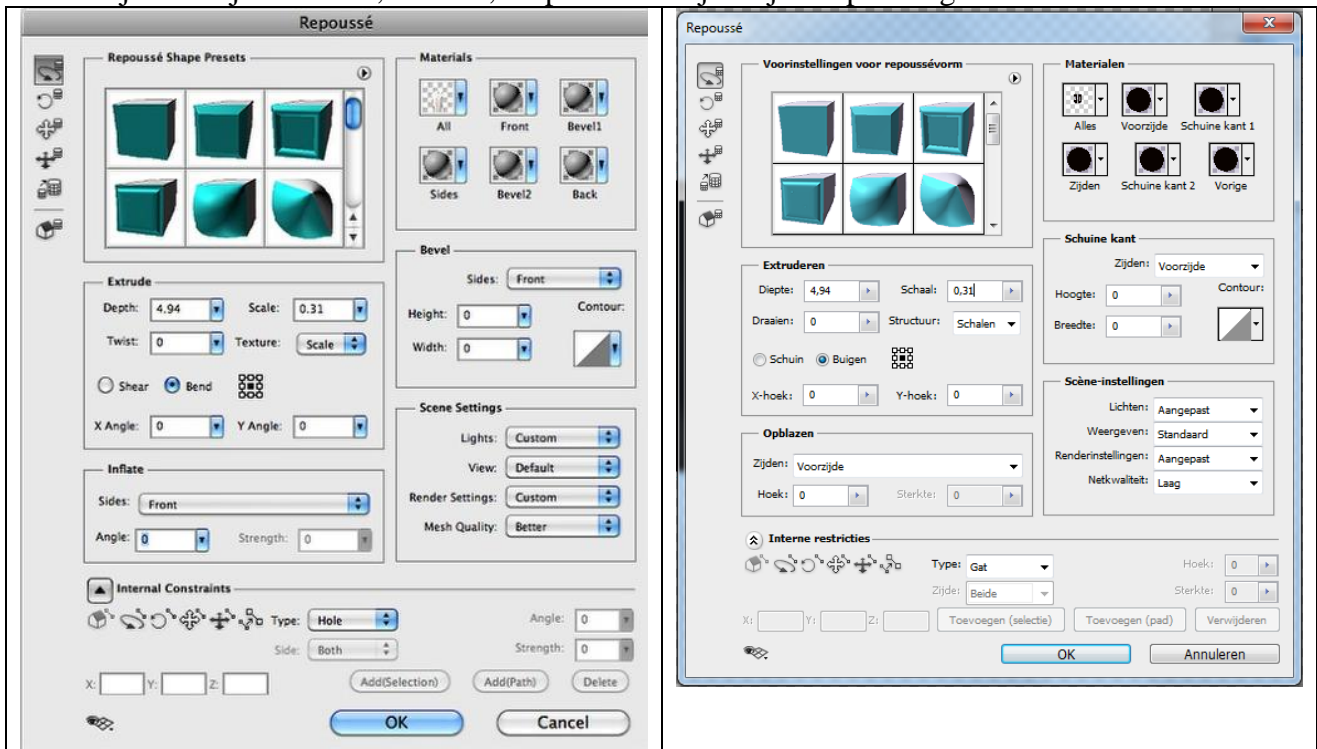 Repoussé
Repoussé Shape Presets
Materials
All Front Bevel1
Sides Bevel2 Back
Bevel
Sides: Front
Height: 0 Contour:
Width: 0
Extrude
Depth: 4.94 Scale: 0.31
Twist: 0 Texture: Scale
Shear Bend
X Angle: 0 Y Angle: 0
Scene Settings
Lights: Custom
View: Default
Render Settings: Custom
Mesh Quality: Better
Inflate
Sides: Front
Angle: 0 Strength: 0
Internal Constraints
Type: Hole Angle: 0
Side: Both Strength: 0
X: Y: Z: Add(Selection) Add(Path) Delete
OK Cancel
Repoussé
Voorinstellingen voor repoussévorm
Materialen
3D
Alles Voorzijde Schuine kant 1
Zijden Schuine kant 2 Vorige
Schuine kant
Zijden: Voorzijde
Hoogte: 0 Contour:
Breedte: 0
Extruderen
Diepte: 4,94 Schaal: 0,31
Draaien: 0 Structuur: Schalen
Schuin Buigen
X-hoek: 0 Y-hoek: 0
Scène-instellingen
Lichten: Aangepast
Weergeven: Standaard
Renderinstellingen: Aangepast
Netkwaliteit: Laag
Opblazen
Zijden: Voorzijde
Hoek: 0 Sterkte: 0
Interne restricties
Type: Gat Hoek: 0
Zijde: Beide Sterkte: 0
X: Y: Z: Toevoegen (selectie) Toevoegen (pad) Verwijderen
OK Annuleren